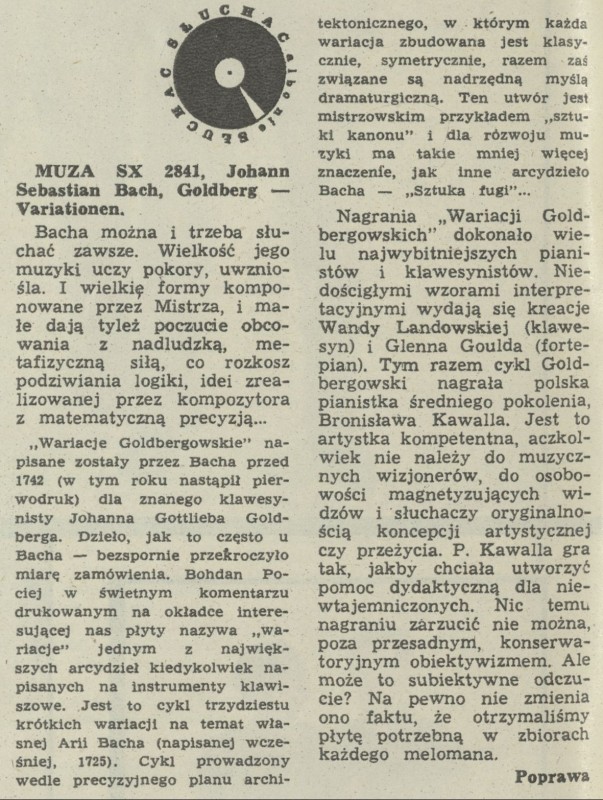 SŁUCHAĆ albo nie SŁUCHAĆ
MUZA SX 2841, Johann
Sebastian Bach, Goldberg —
Variationen.
Bacha można i trzeba słu-
chać zawsze. Wielkość jego
muzyki uczy pokory, uwznio-
śla. I wielkię formy kompo-
nowane przez Mistrza, i ma-
łe dają tyleż poczucie obco-
wania z nadludzką, me-
tafizyczną siłą, co rozkosz
podziwiania logiki, idei zrea-
lizowanej przez kompozytora
z matematyczną precyzją...
„Wariacje Goldbergowskie” na-
pisane zostały przez Bacha przed
1742 (w tym roku nastąpił pier-
wodruk) dla znanego klawesy-
nisty Johanna Gottlieba Gold-
berga. Dzieło, jak to często u
Bacha — bezspornie przekroczyło
miarę zamówienia. Bohdan Po-
ciej w świetnym komentarzu
drukowanym na okładce intere-
sującej nas płyty nazywa „wa-
riacje” jednym z najwięk-
szych arcydzieł kiedykolwiek na-
pisanych na instrumenty klawi-
szowe. Jest to cykl trzydziestu
krótkich wariacji na temat wła-
snej Arii Bacha (napisanej wcze-
śniej, 1725). Cykl prowadzony
wedle precyzyjnego planu archi-
tektonicznego, w którym każda
wariacja zbudowana jest klasy-
cznie, symetrycznie, razem zaś
związane są nadrzędną myślą
dramaturgiczną. Ten utwór jest
mistrzowskim przykładem „sztu-
ki kanonu” i dla rozwoju mu-
zyki ma takie mniej więcej
znaczenie, jak inne arcydzieło
Bacha — „Sztuka fugi”...
Nagrania „Wariacji Gold-
bergowskich” dokonało wie-
lu najwybitniejszych piani-
stów i klawesynistów. Nie-
dościgłymi wzorami interpre-
tacyjnymi wydają się kreacje
Wandy Landowskiej (klawe-
syn) i Glenna Goulda (forte-
pian). Tym razem cykl Gold-
bergowski nagrała polska
pianistka średniego pokolenia,
Bronisława Kawalla. Jest to
artystka kompetentna, aczkol-
wiek nie należy do muzycz-
nych wizjonerów, do osobo-
wości magnetyzujących wi-
dzów i słuchaczy oryginalno-
ścią koncepcji artystycznej
czy przeżycia. P. Kawalla gra
tak, jakby chciała utworzyć
pomoc dydaktyczną dla nie-
wtajemniczonych. Nic temu
nagraniu zarzucić nie można,
poza przesadnym, konserwa-
toryjnym obiektywizmem. Ale
może to subiektywne odczu-
cie? Na pewno nie zmienia
ono faktu, że otrzymaliśmy
płytę potrzebną w zbiorach
każdego melomana.
Poprawa